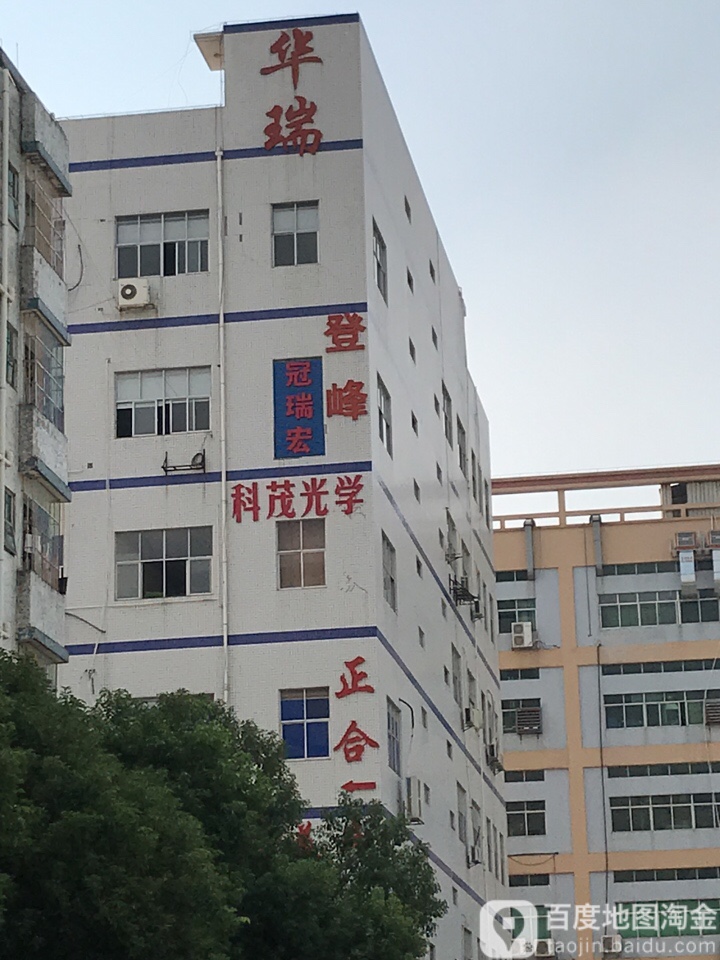 华瑞
登峰
冠瑞宏
科茂光学
正合一
百度地图淘金
taojin.baidu.com